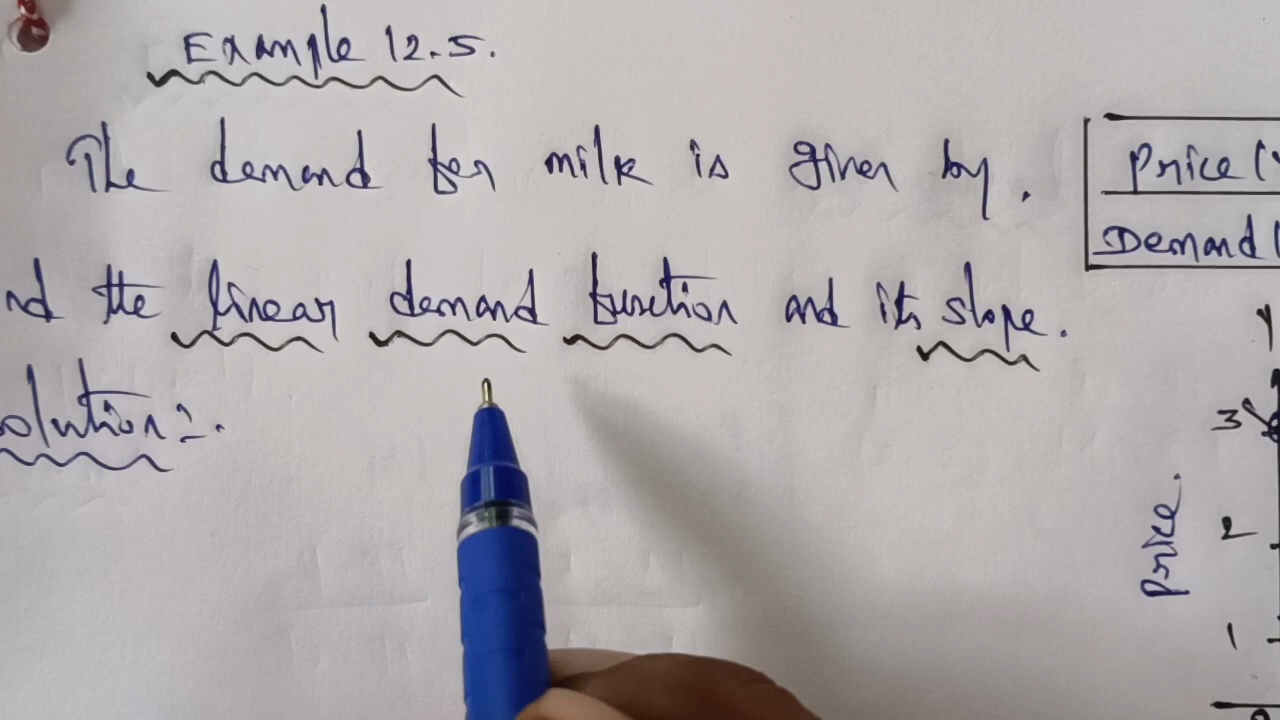 Example 12.5.
The demand for milk is given by.
Price (
Demand (
nd the linear demand function and its slope.
olution:-.
Y
3
Price.
2
1